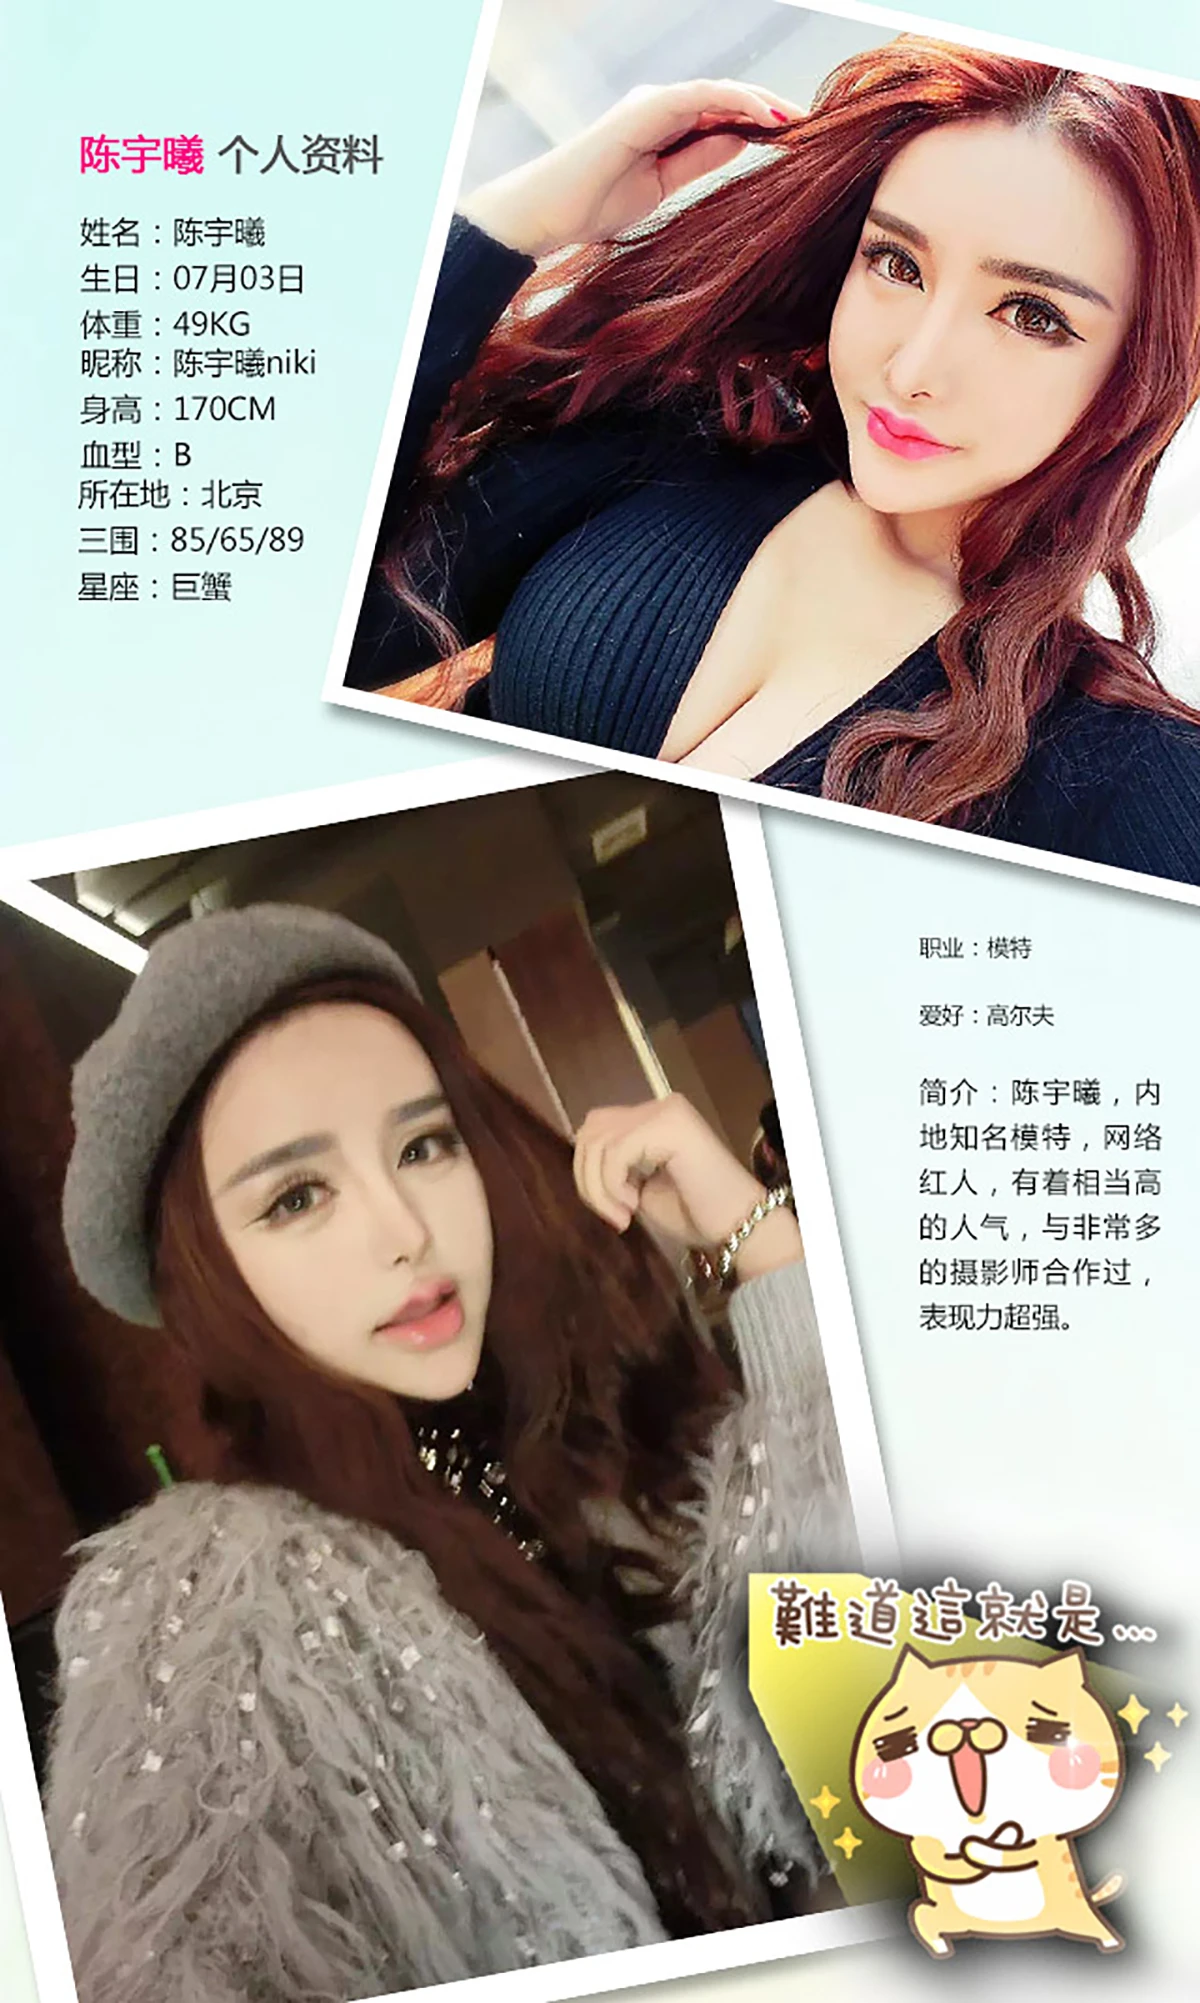 陈宇曦 个人资料
姓名：陈宇曦
生日：07月03日
体重：49KG
昵称：陈宇曦niki
身高：170CM
血型：B
所在地：北京
三围：85/65/89
星座：巨蟹
职业：模特
爱好：高尔夫
简介：陈宇曦，内
地知名模特，网络
红人，有着相当高
的人气，与非常多
的摄影师合作过，
表现力超强。
難道這就是...